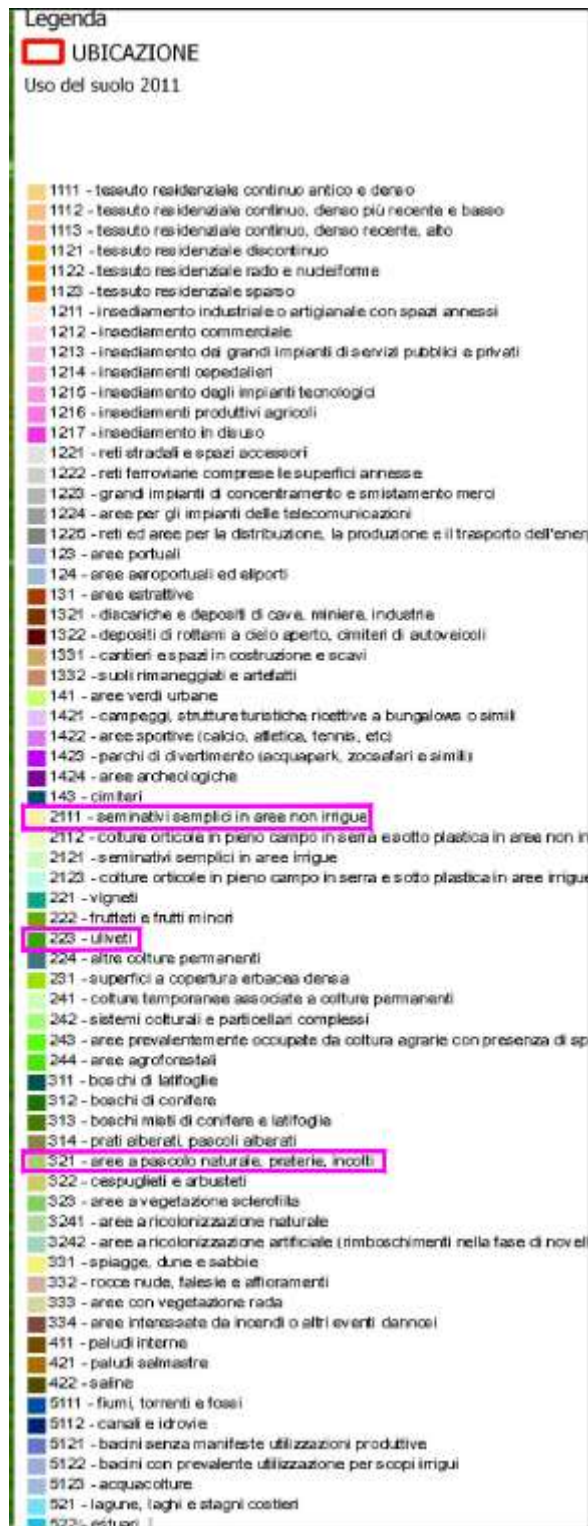 Legenda
UBICAZIONE
Uso del suolo 2011
1111 - tessuto residenziale continuo antico e denso
1112 - tessuto residenziale continuo, denso più recente e basso
1113 - tessuto residenziale continuo, denso recente, alto
1121 - tessuto residenziale discontinuo
1122 - tessuto residenziale rado e nucleiforme
1123 - tessuto residenziale sparso
1211 - insediamento industriale o artigianale con spazi annessi
1212 - insediamento commerciale
1213 - insediamento dei grandi impianti di servizi pubblici e privati
1214 - insediamenti ospedalieri
1215 - insediamento degli impianti tecnologici
1216 - insediamenti produttivi agricoli
1217 - insediamento in disuso
1221 - reti stradali e spazi accessori
1222 - reti ferroviarie comprese le superfici annesse
1223 - grandi impianti di concentramento e smistamento merci
1224 - aree per gli impianti delle telecomunicazioni
1225 - reti ed aree per la distribuzione, la produzione e il trasporto dell'ener
123 - aree portuali
124 - aree aeroportuali ed eliporti
131 - aree estrattive
1321 - discariche e depositi di cave, miniere, industrie
1322 - depositi di rottami a cielo aperto, cimiteri di autoveicoli
1331 - cantieri e spazi in costruzione e scavi
1332 - suoli rimaneggiati e artefatti
141 - aree verdi urbane
1421 - campeggi, strutture turistiche ricettive a bungalows o simili
1422 - aree sportive (calcio, atletica, tennis, etc)
1423 - parchi di divertimento (acquapark, zoosafari e simili)
1424 - aree archeologiche
143 - cimiteri
2111 - seminativi semplici in aree non irrigue
2112 - colture orticole in pieno campo in serra e sotto plastica in aree non ir
2121 - seminativi semplici in aree irrigue
2123 - colture orticole in pieno campo in serra e sotto plastica in aree irrigue
221 - vigneti
222 - frutteti e frutti minori
223 - uliveti
224 - altre colture permanenti
231 - superfici a copertura erbacea densa
241 - colture temporanee associate a colture permanenti
242 - sistemi colturali e particellari complessi
243 - aree prevalentemente occupate da coltura agrarie con presenza di sp
244 - aree agroforestali
311 - boschi di latifoglie
312 - boschi di conifere
313 - boschi misti di conifere e latifoglie
314 - prati alberati, pascoli alberati
321 - aree a pascolo naturale, praterie, incolti
322 - cespuglieti e arbusteti
323 - aree a vegetazione sclerofilla
3241 - aree a ricolonizzazione naturale
3242 - aree a ricolonizzazione artificiale (rimboschimenti nella fase di novell
331 - spiagge, dune e sabbie
332 - rocce nude, falesie e affioramenti
333 - aree con vegetazione rada
334 - aree interessate da incendi o altri eventi dannosi
411 - paludi interne
421 - paludi salmastre
422 - saline
5111 - fiumi, torrenti e fossi
5112 - canali e idrovie
5121 - bacini senza manifeste utilizzazioni produttive
5122 - bacini con prevalente utilizzazione per scopi irrigui
5123 - acquacolture
521 - lagune, laghi e stagni costieri
522 - estuari